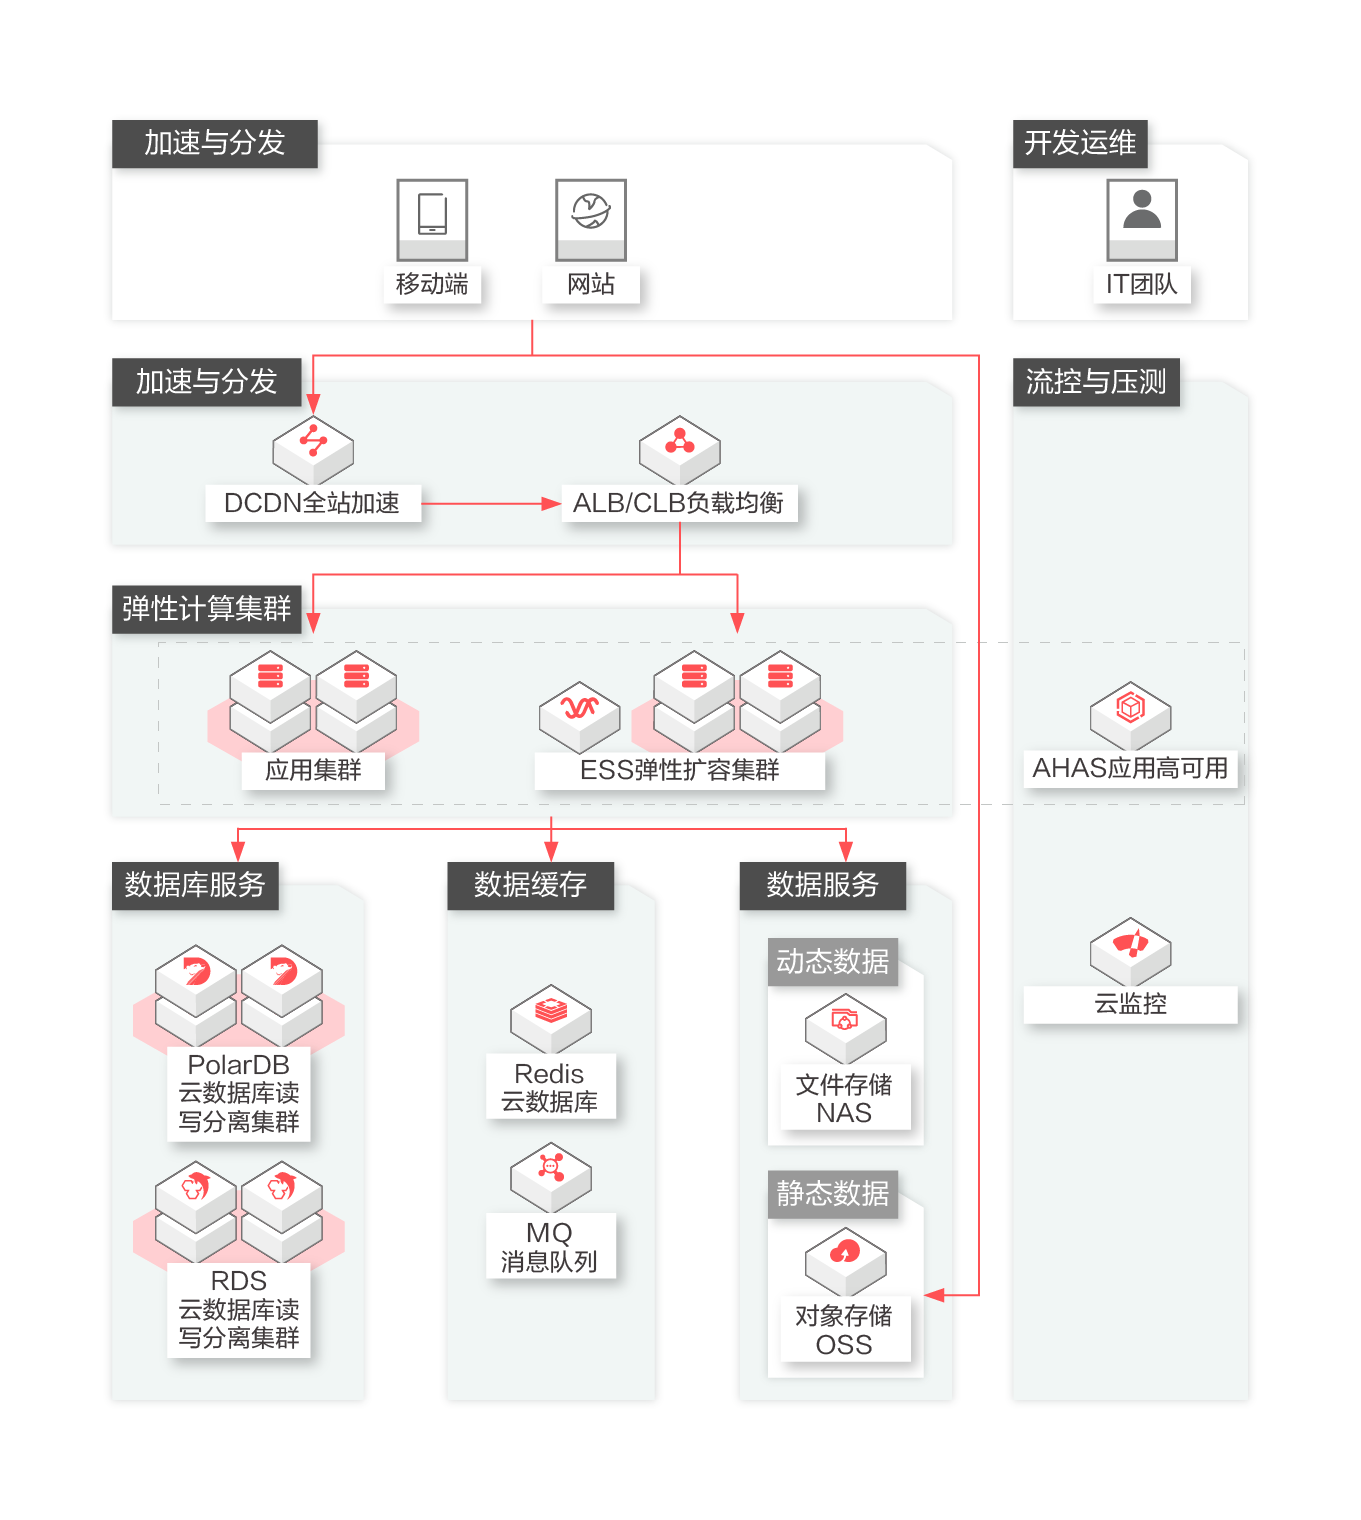 加速与分发
开发运维
移动端
网站
IT团队
加速与分发
流控与压测
DCDN全站加速
ALB/CLB负载均衡
弹性计算集群
应用集群
ESS弹性扩容集群
AHAS应用高可用
数据库服务
数据缓存
数据服务
动态数据
云监控
PolarDB
云数据库读
写分离集群
Redis
云数据库
文件存储
NAS
静态数据
MQ
消息队列
RDS
云数据库读
写分离集群
对象存储
OSS